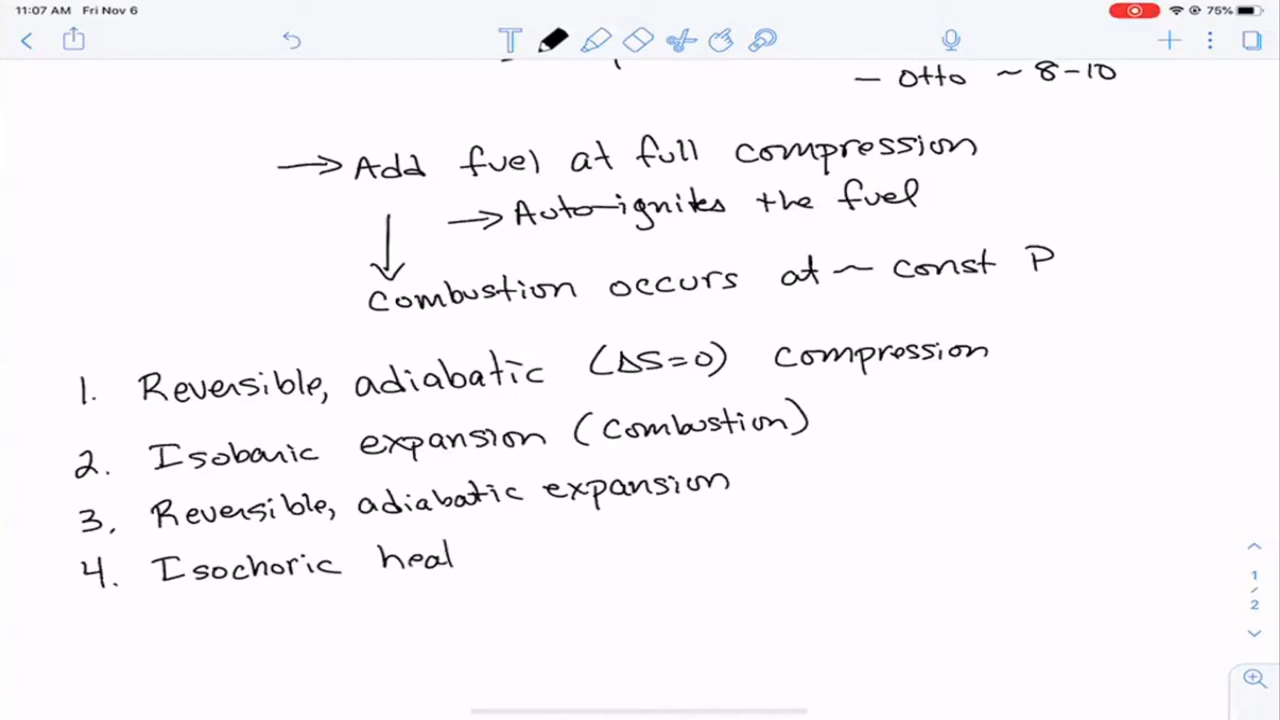 11:07 AM Fri Nov 6
75%
T
- Otto ~ 8-10
→ Add fuel at full compression
→ Auto-ignites the fuel
↓
Combustion occurs at ~ const P
1. Reversible, adiabatic (ΔS=0) compression
2. Isobaric expansion (combustion)
3. Reversible, adiabatic expansion
4. Isochoric heat
1
/
2